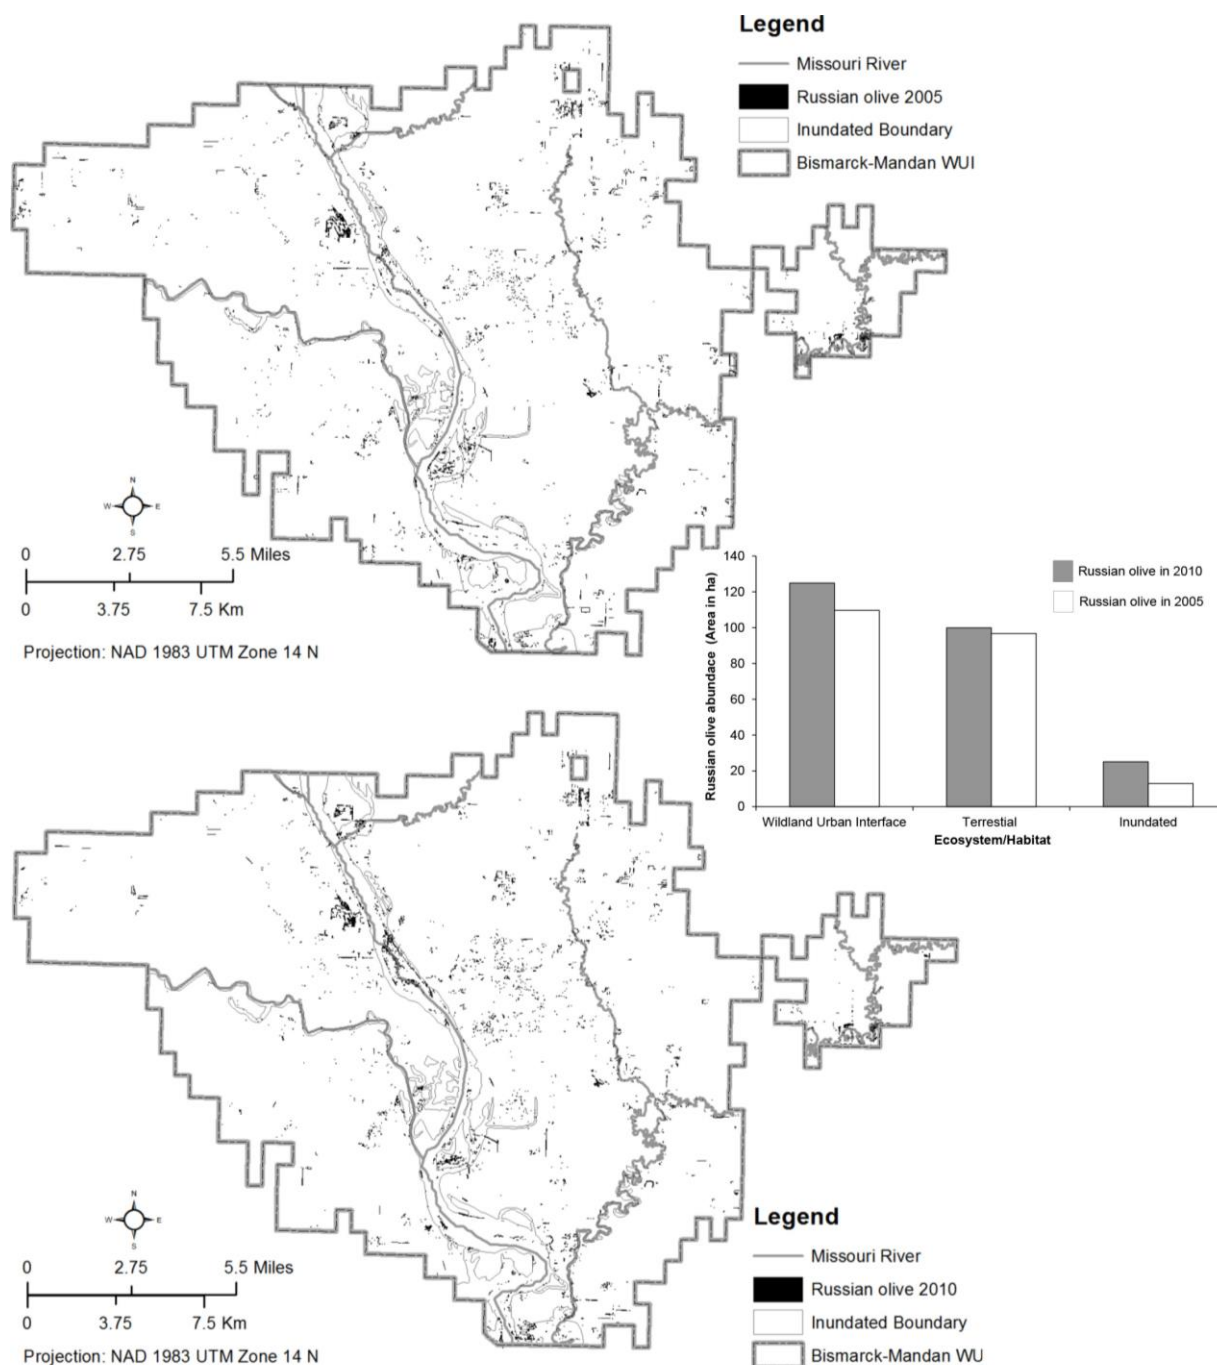 Legend
Missouri River
Russian olive 2005
Inundated Boundary
Bismarck-Mandan WUI
N
W E
S
0 2.75 5.5 Miles
0 3.75 7.5 Km
Projection: NAD 1983 UTM Zone 14 N
140
120
100
80
60
40
20
0
Russian olive abundace (Area in ha)
Russian olive in 2010
Russian olive in 2005
Wildland Urban Interface Terrestial Inundated
Ecosystem/Habitat
N
W E
S
0 2.75 5.5 Miles
0 3.75 7.5 Km
Projection: NAD 1983 UTM Zone 14 N
Legend
Missouri River
Russian olive 2010
Inundated Boundary
Bismarck-Mandan WU